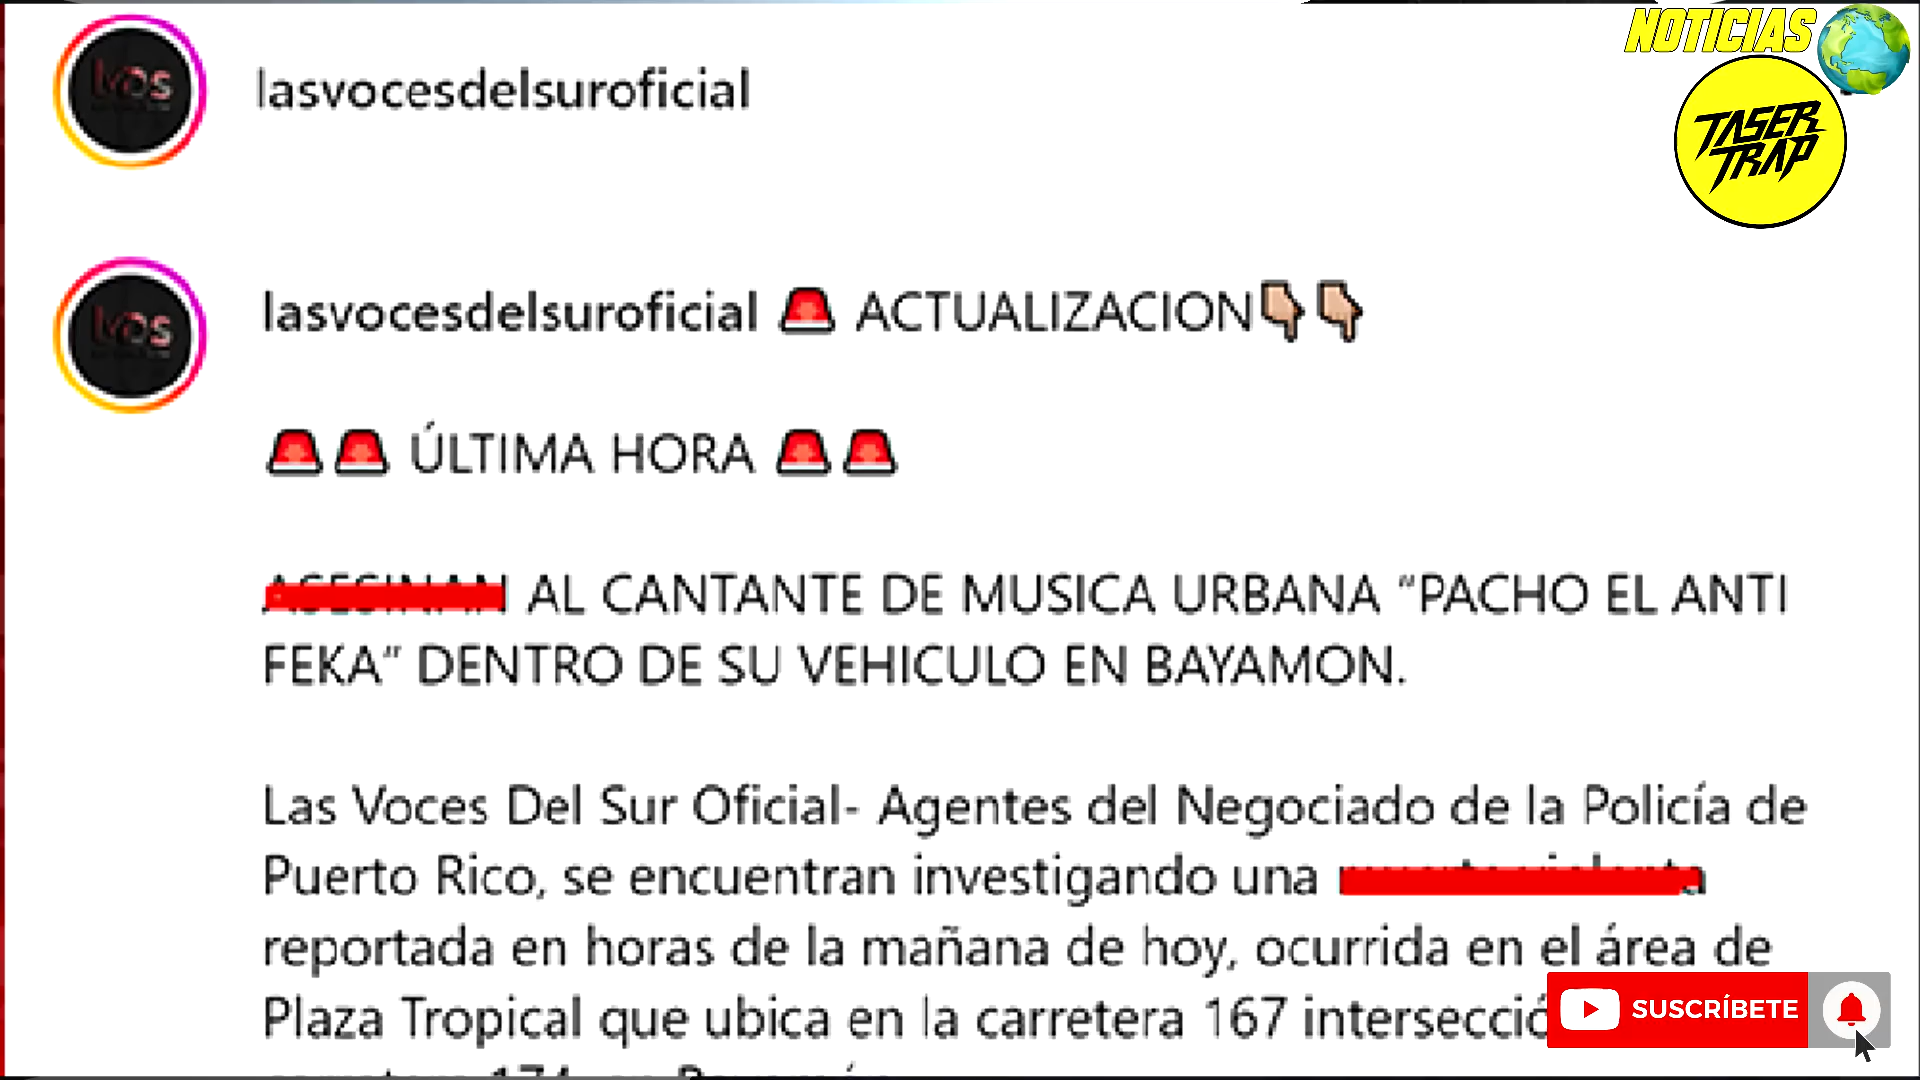 NOTICIAS
TASER
TRAP
lasvocesdelsuroficial
lasvocesdelsuroficial 🚨 ACTUALIZACION👇🏼👇🏼
🚨🚨 ÚLTIMA HORA 🚨🚨
AL CANTANTE DE MUSICA URBANA “PACHO EL ANTI
FEKA” DENTRO DE SU VEHICULO EN BAYAMON.
Las Voces Del Sur Oficial- Agentes del Negociado de la Policía de
Puerto Rico, se encuentran investigando una
reportada en horas de la mañana de hoy, ocurrida en el área de
Plaza Tropical que ubica en la carretera 167 intersecció
SUSCRÍBETE